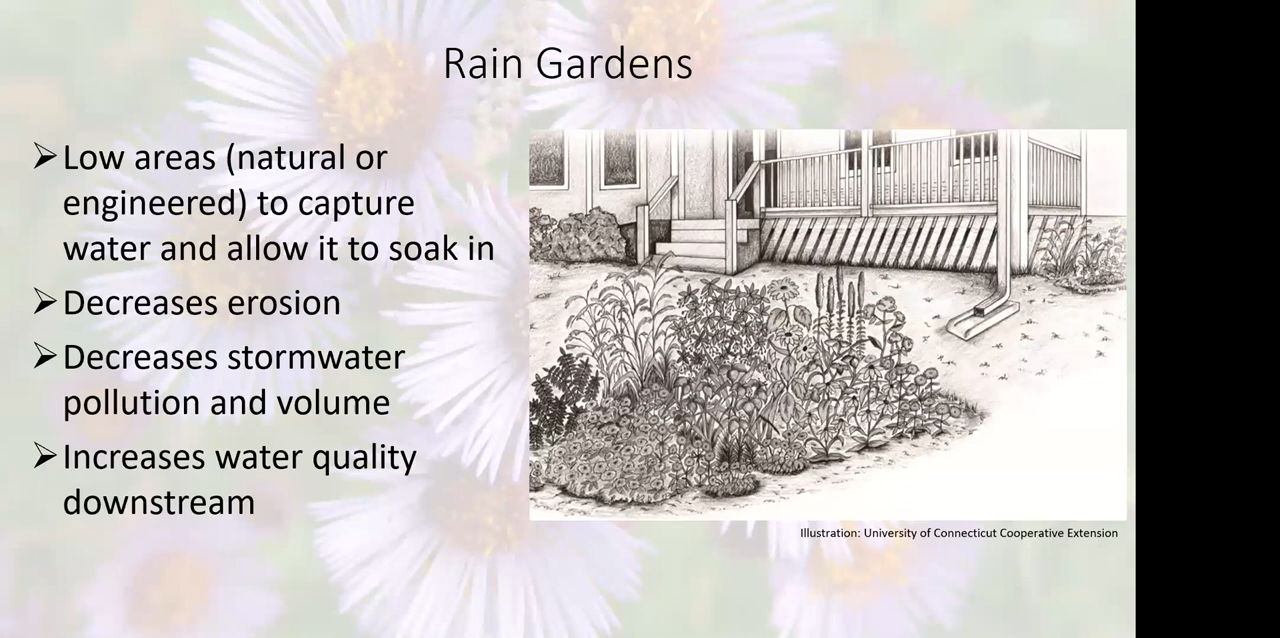 Rain Gardens
➢Low areas (natural or
engineered) to capture
water and allow it to soak in
➢Decreases erosion
➢Decreases stormwater
pollution and volume
➢Increases water quality
downstream
Illustration: University of Connecticut Cooperative Extension